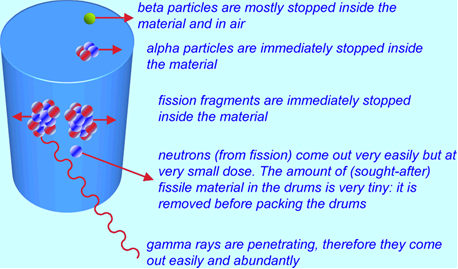 beta particles are mostly stopped inside the
material and in air
alpha particles are immediately stopped inside
the material
fission fragments are immediately stopped
inside the material
neutrons (from fission) come out very easily but at
very small dose. The amount of (sought-after)
fissile material in the drums is very tiny: it is
removed before packing the drums
gamma rays are penetrating, therefore they come
out easily and abundantly